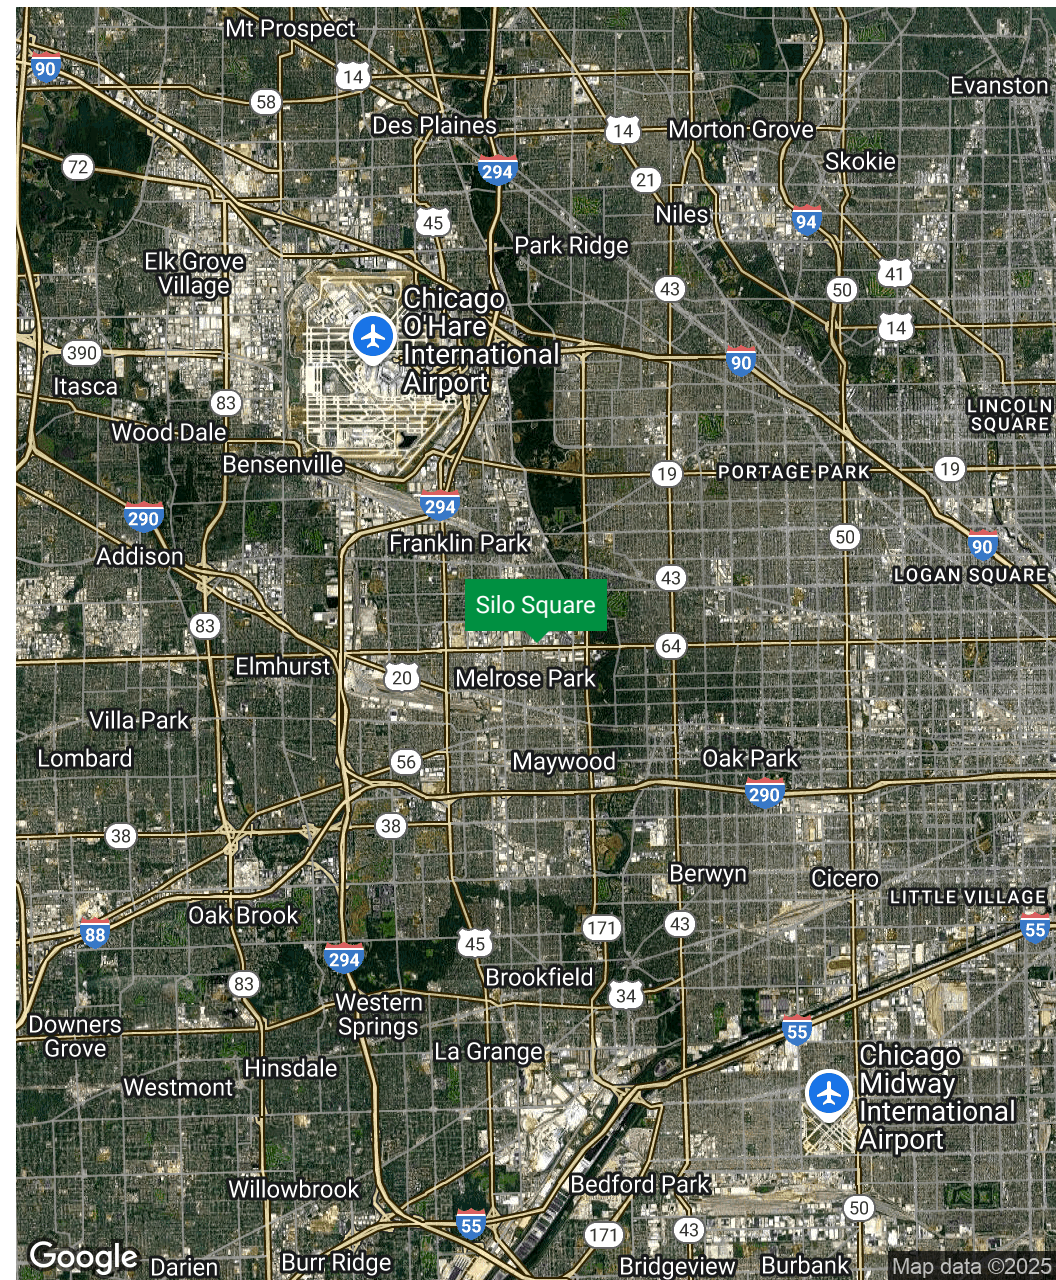 Mt Prospect
90
14
Evanston
58
Des Plaines
14
Morton Grove
72
294
21
Skokie
45
Niles
94
Park Ridge
Elk Grove
Village
43
50
41
Chicago
O'Hare
International
Airport
14
390
90
Itasca
83
LINCOLN
SQUARE
Wood Dale
Bensenville
19
PORTAGE PARK
19
294
290
50
90
Addison
Franklin Park
43
LOGAN SQUARE
Silo Square
83
64
Elmhurst
20
Melrose Park
Villa Park
Lombard
56
Maywood
Oak Park
290
38
38
Berwyn
Cicero
LITTLE VILLAGE
Oak Brook
88
45
171
43
55
294
Brookfield
83
34
Western
Springs
Downers
Grove
55
La Grange
Hinsdale
Westmont
Chicago
Midway
International
Airport
Willowbrook
Bedford Park
50
55
171
43
Google
Darien
Burr Ridge
Bridgeview
Burbank
Map data ©2025